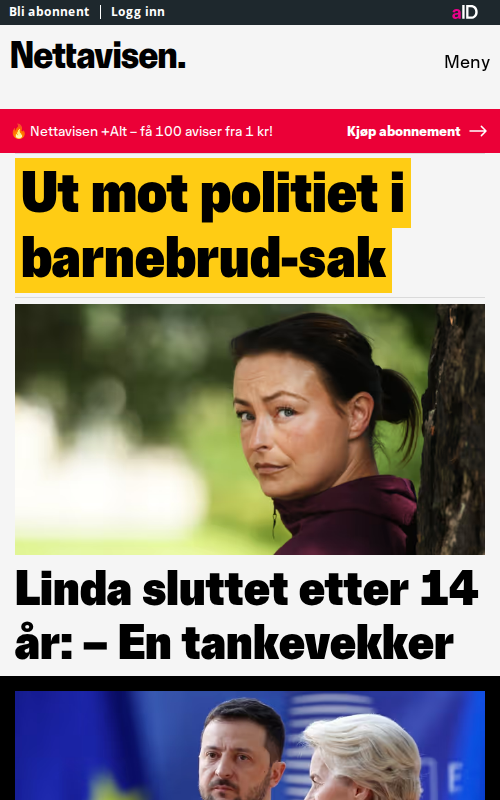 Bli abonnent
Logg inn
aID
Nettavisen.
Meny
🔥 Nettavisen +Alt – få 100 aviser fra 1 kr!
Kjøp abonnement →
Ut mot politiet i
barnebrud-sak
Linda sluttet etter 14
år: – En tankevekker